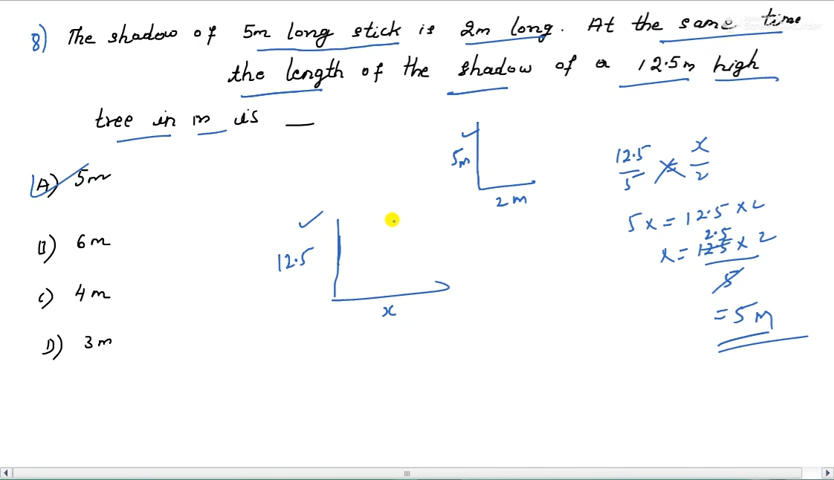 8) The shadow of 5m long stick is 2m long. At the same time
the length of the shadow of a 12.5m high
tree in m is __
(A) 5m
B) 6m
C) 4m
D) 3m
5m
2m
12.5
x
12.5/5 = x/2
5x = 12.5 × 2
2.5
x = 12.5 × 2
5
= 5m